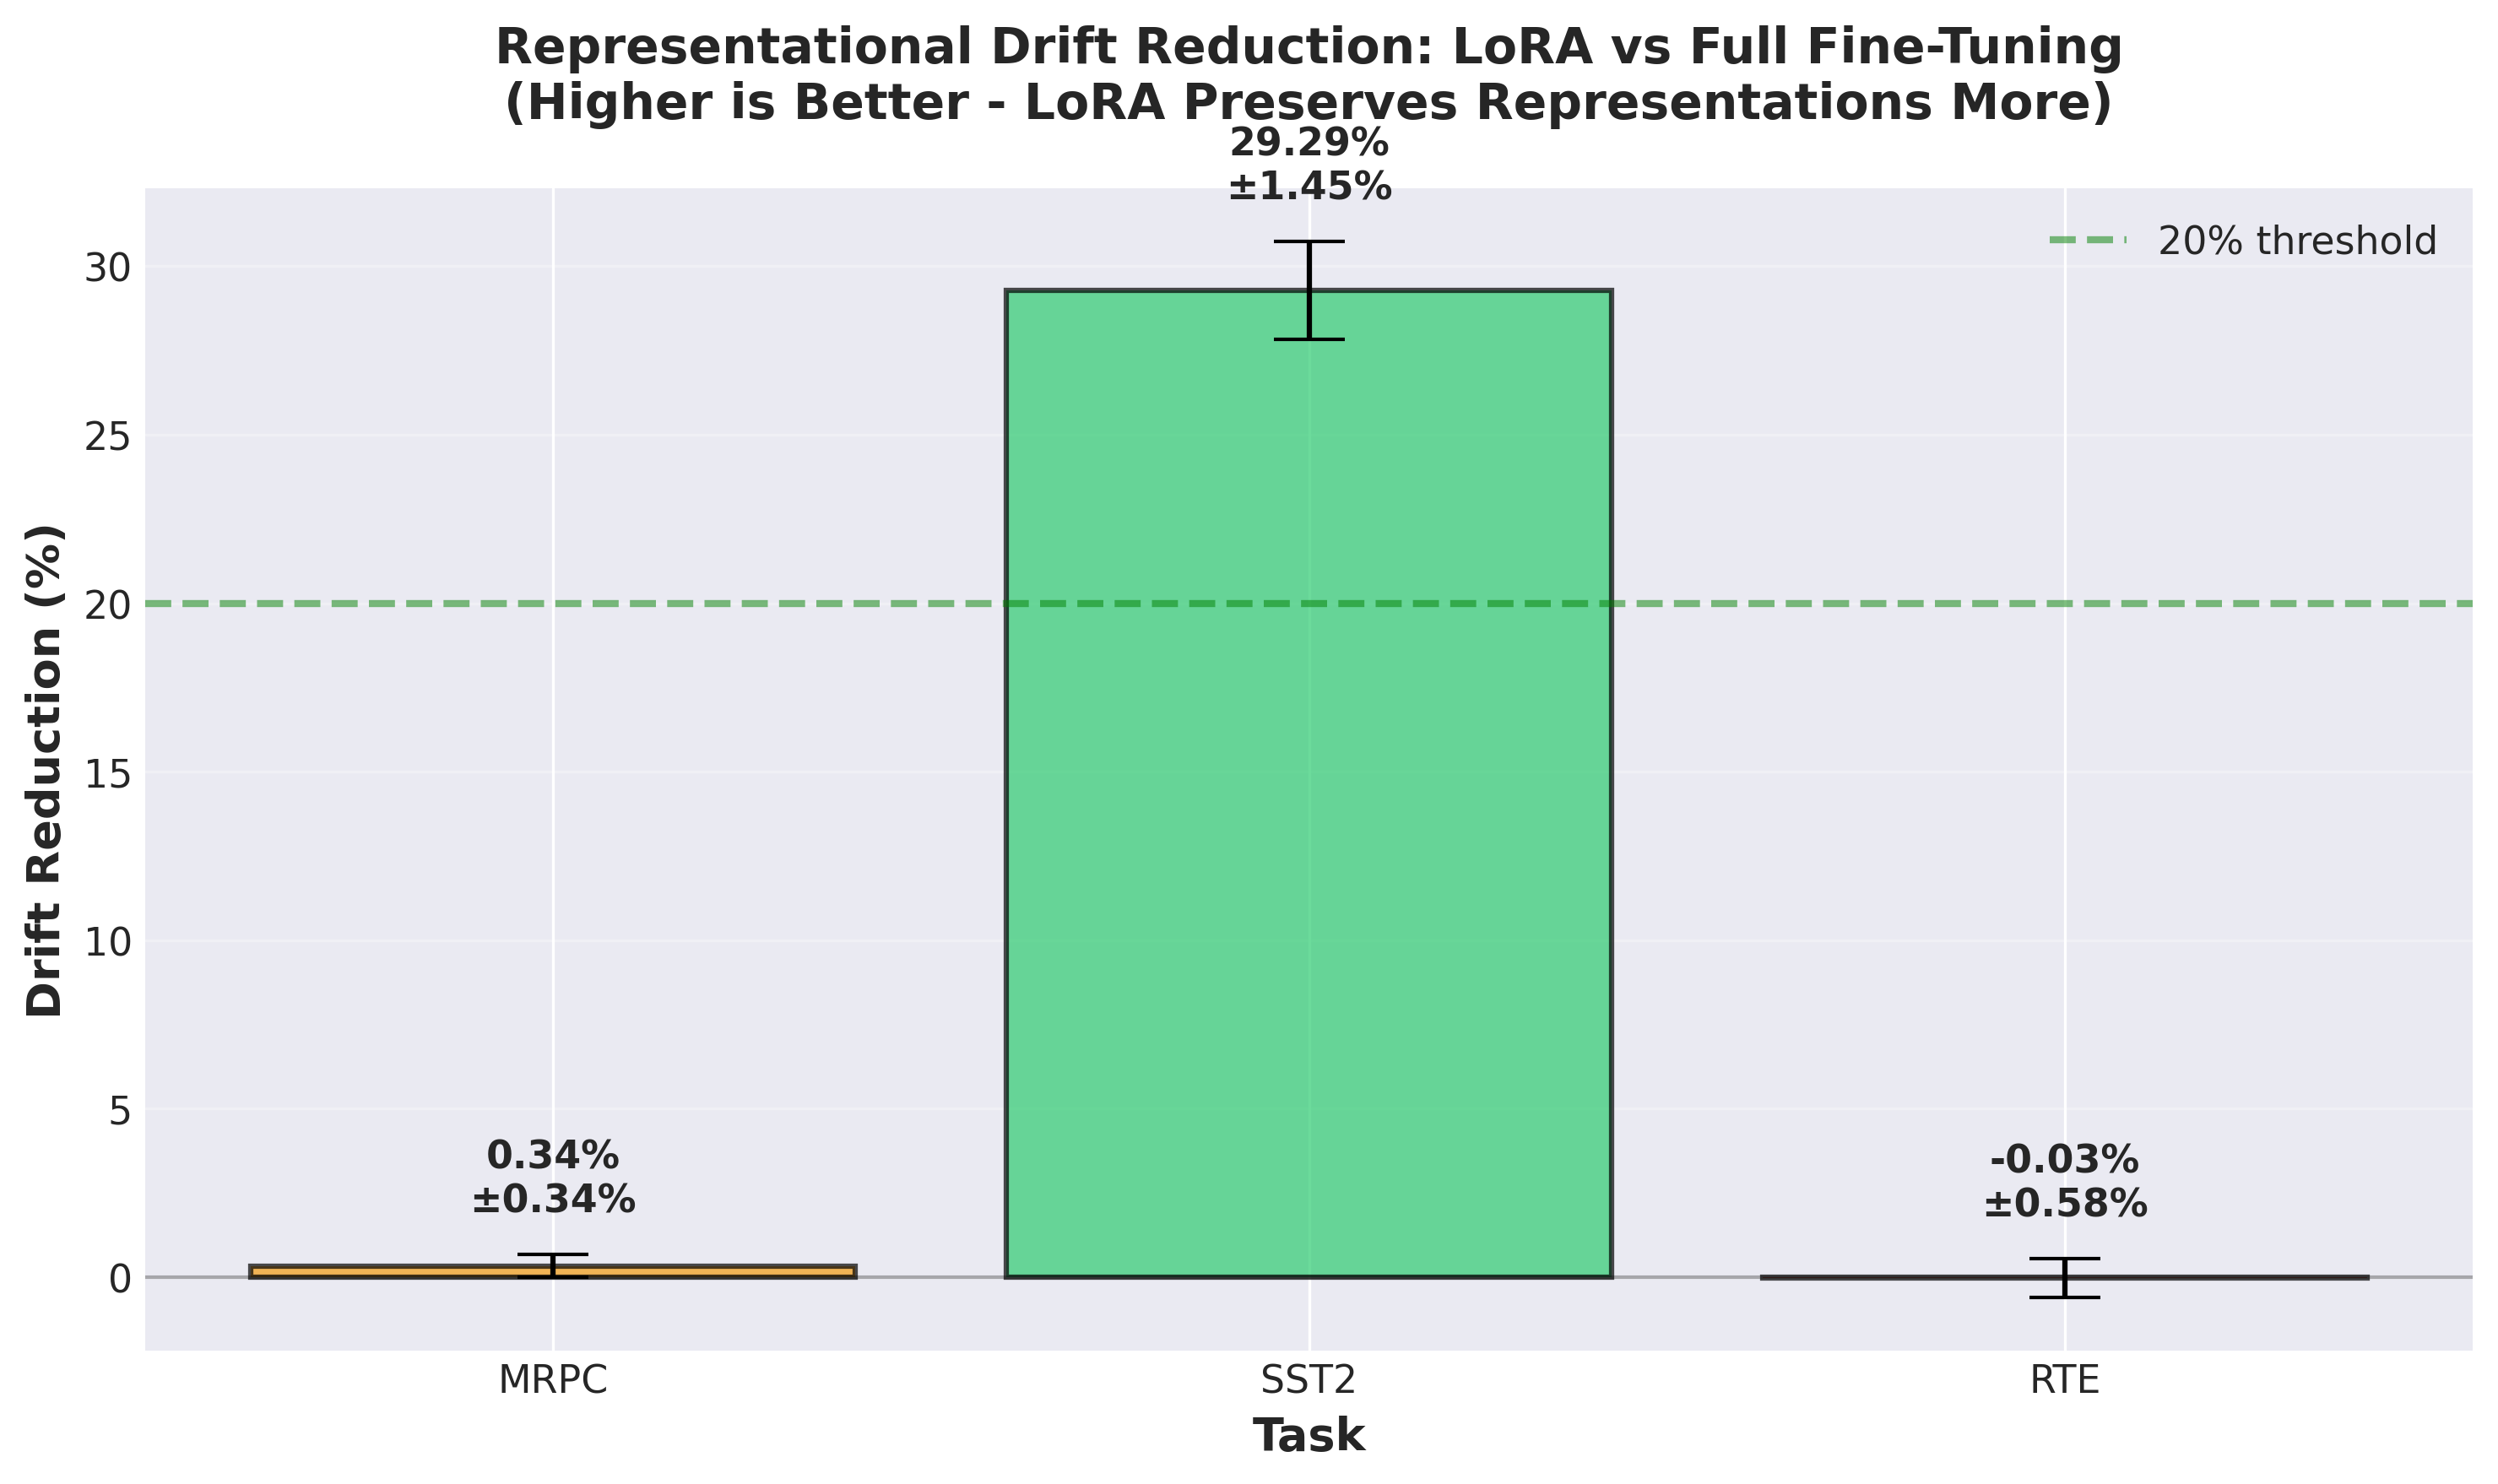 Representational Drift Reduction: LoRA vs Full Fine-Tuning
(Higher is Better - LoRA Preserves Representations More)
29.29%
±1.45%
20% threshold
30
25
20
15
10
5
0
Drift Reduction (%)
0.34%
±0.34%
-0.03%
±0.58%
MRPC
SST2
RTE
Task